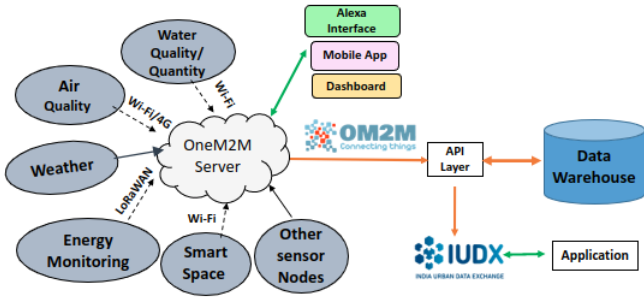 Alexa
Interface
Mobile App
Dashboard
Water
Quality/
Quantity
Wi-Fi
Air
Quality
Wi-Fi/4G
Weather
OneM2M
Server
OM2M
Connecting things
API
Layer
Data
Warehouse
LoRaWAN
Energy
Monitoring
Wi-Fi
Smart
Space
Other
sensor
Nodes
IUDX
INDIA URBAN DATA EXCHANGE
Application